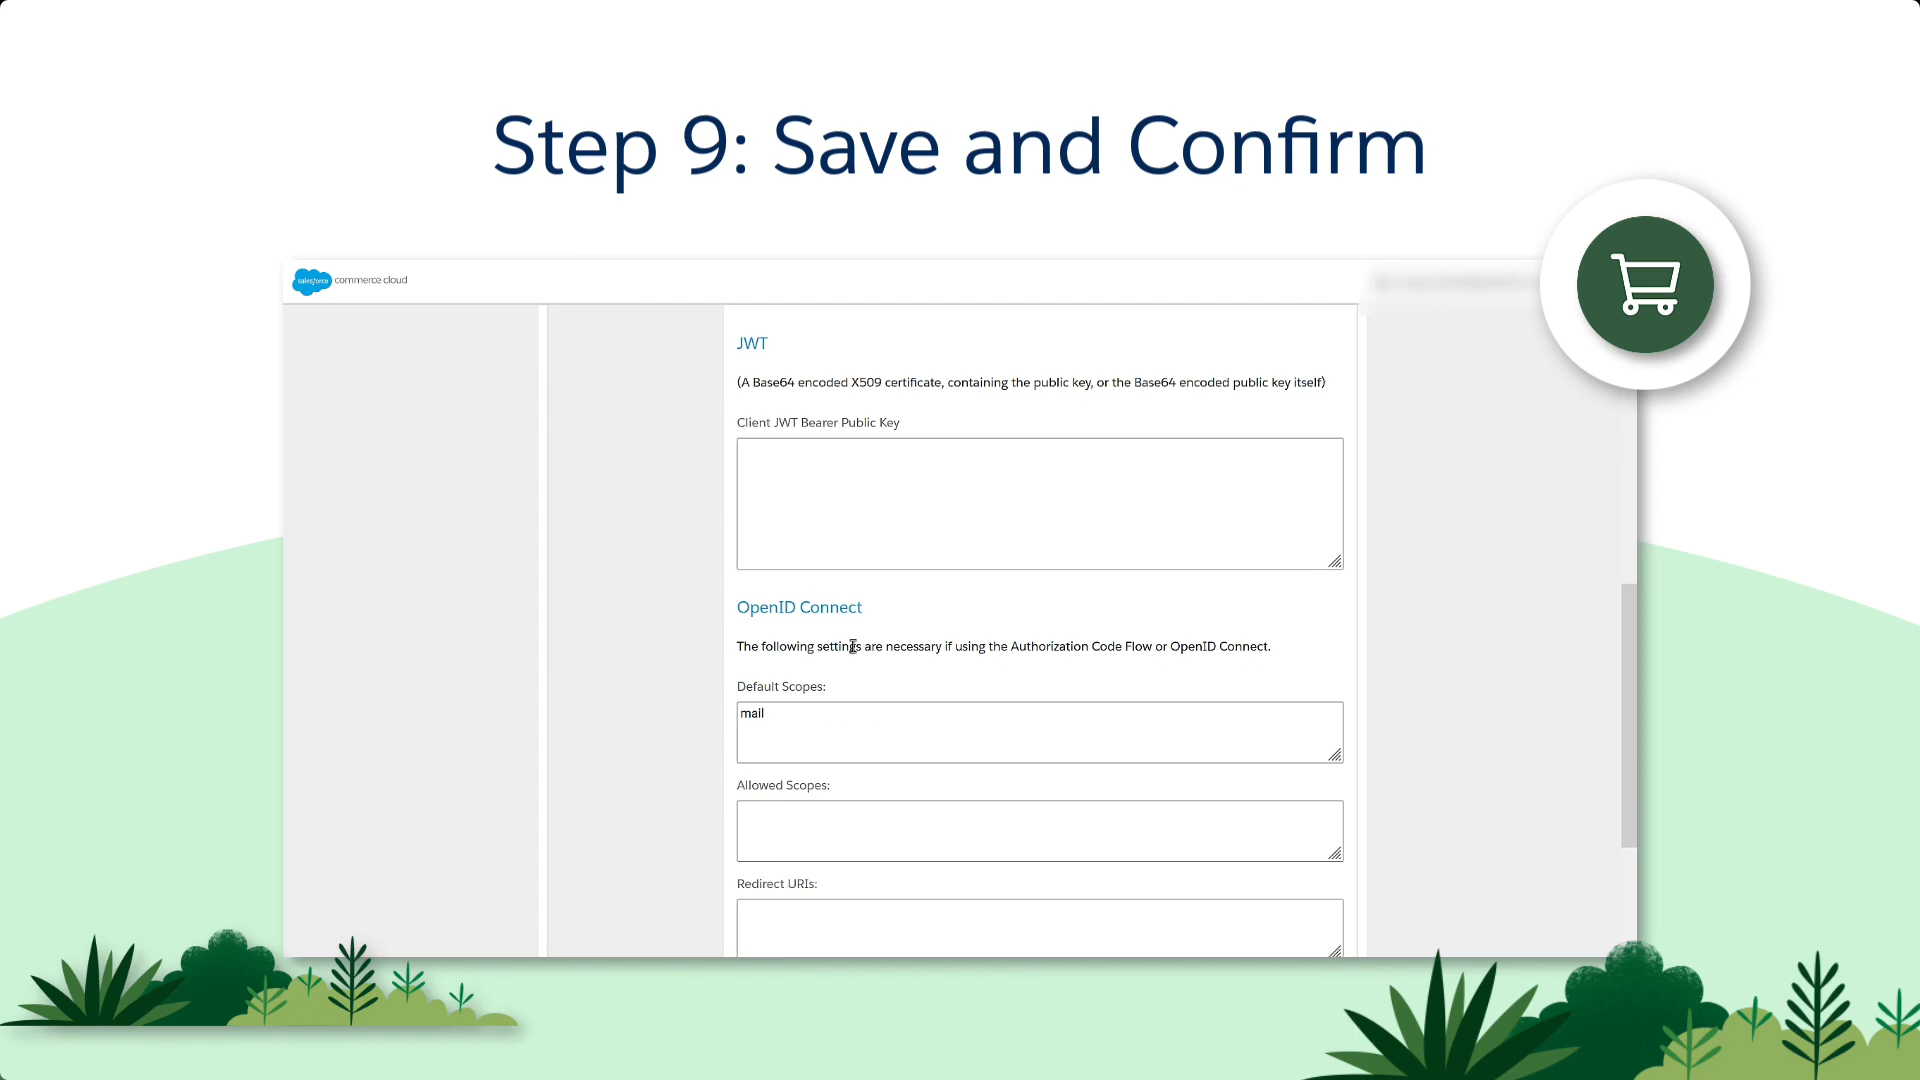 Step 9: Save and Confirm
salesforce commerce cloud
JWT
(A Base64 encoded X509 certificate, containing the public key, or the Base64 encoded public key itself)
Client JWT Bearer Public Key
OpenID Connect
The following settings are necessary if using the Authorization Code Flow or OpenID Connect.
Default Scopes:
mail
Allowed Scopes:
Redirect URIs: